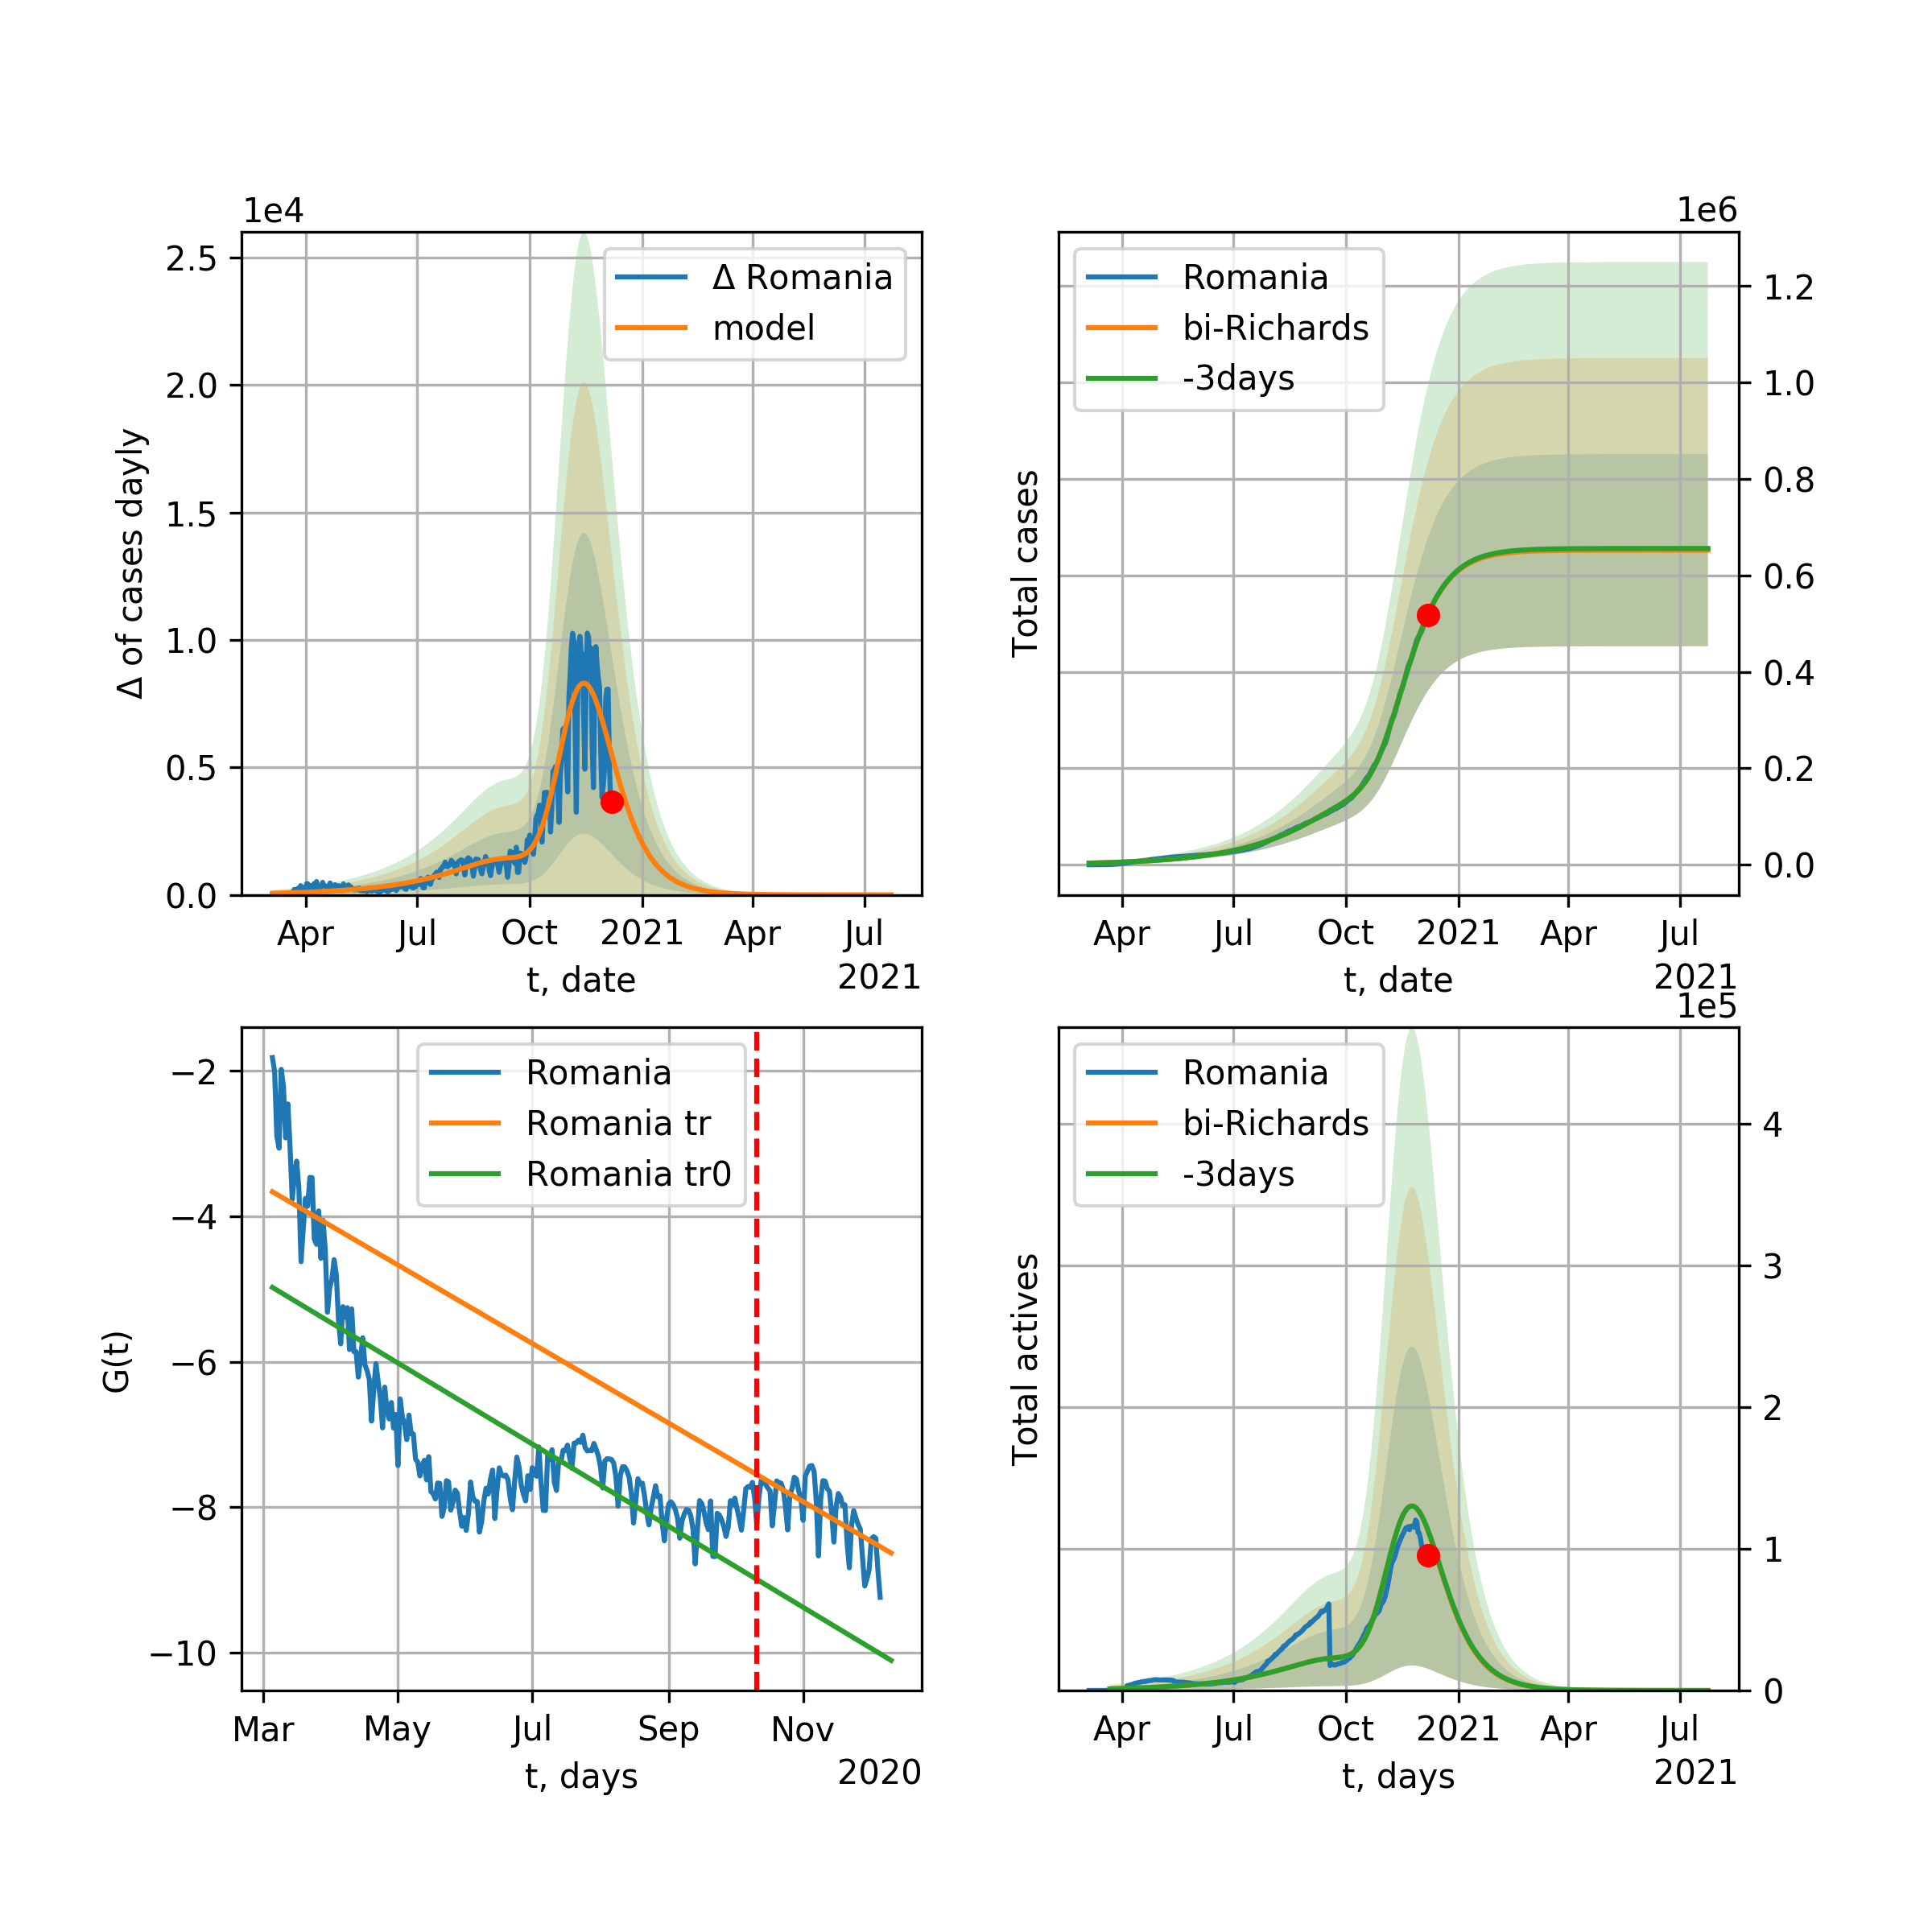 1e4
2.5
2.0
1.5
1.0
0.5
0.0
Δ of cases dayly
Δ Romania
model
Apr Jul Oct 2021 Apr Jul
t, date
2021
1e6
Total cases
Romania
bi-Richards
-3days
1.2
1.0
0.8
0.6
0.4
0.2
0.0
Apr Jul Oct 2021 Apr Jul
t, date
2021
−2
−4
−6
−8
−10
G(t)
Romania
Romania tr
Romania tr0
Mar May Jul Sep Nov
t, days
2020
1e5
Total actives
Romania
bi-Richards
-3days
4
3
2
1
0
Apr Jul Oct 2021 Apr Jul
t, days
2021